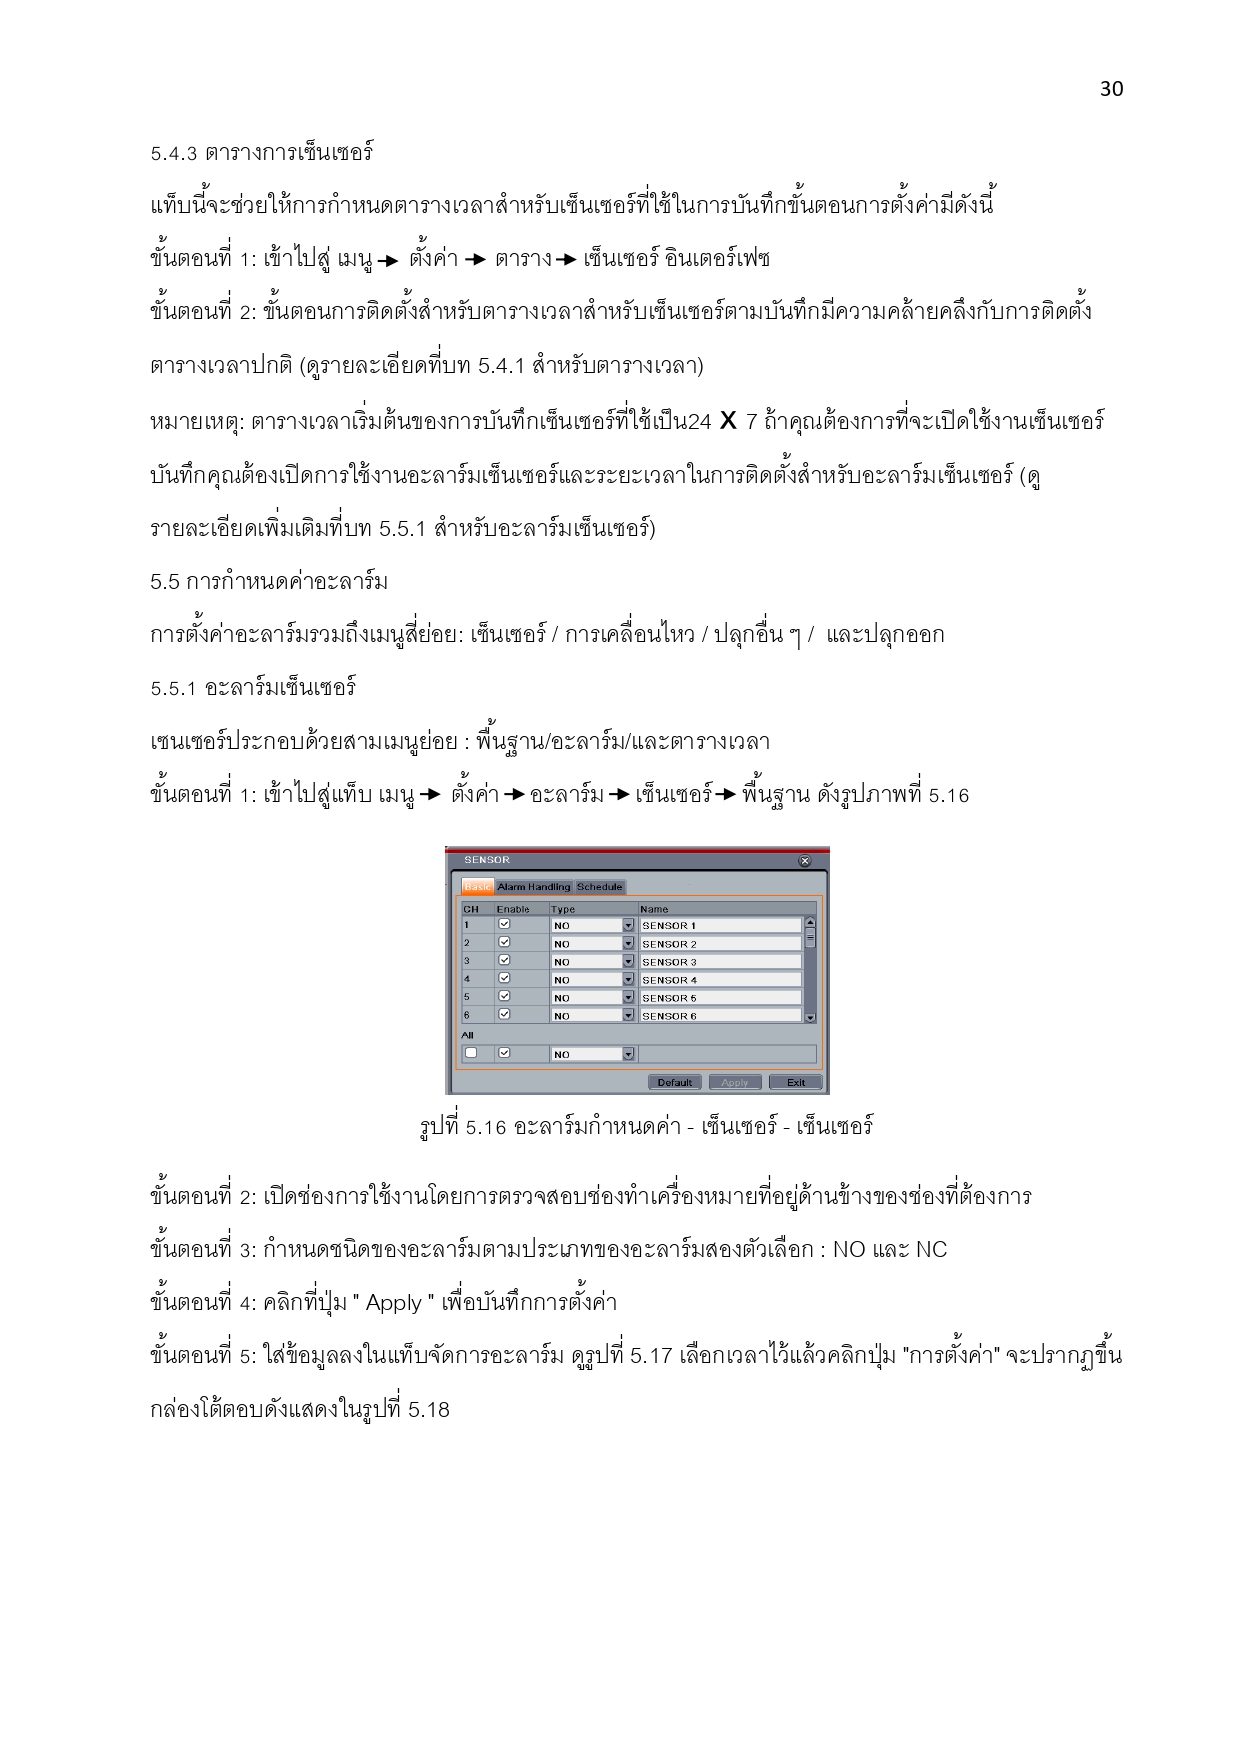 30
5.4.3 ตารางการเซ็นเซอร์
แท็บนี้จะช่วยให้การกำหนดตารางเวลาสำหรับเซ็นเซอร์ที่ใช้ในการบันทึกขั้นตอนการตั้งค่ามีดังนี้
ขั้นตอนที่ 1: เข้าไปสู่ เมนู → ตั้งค่า → ตาราง → เซ็นเซอร์ อินเตอร์เฟซ
ขั้นตอนที่ 2: ขั้นตอนการติดตั้งสำหรับตารางเวลาสำหรับเซ็นเซอร์ตามบันทึกมีความคล้ายคลึงกับการติดตั้ง
ตารางเวลาปกติ (ดูรายละเอียดที่บท 5.4.1 สำหรับตารางเวลา)
หมายเหตุ: ตารางเวลาเริ่มต้นของการบันทึกเซ็นเซอร์ที่ใช้เป็น24 X 7 ถ้าคุณต้องการที่จะเปิดใช้งานเซ็นเซอร์
บันทึกคุณต้องเปิดการใช้งานอะลาร์มเซ็นเซอร์และระยะเวลาในการติดตั้งสำหรับอะลาร์มเซ็นเซอร์ (ดู
รายละเอียดเพิ่มเติมที่บท 5.5.1 สำหรับอะลาร์มเซ็นเซอร์)
5.5 การกำหนดค่าอะลาร์ม
การตั้งค่าอะลาร์มรวมถึงเมนูสี่ย่อย: เซ็นเซอร์ / การเคลื่อนไหว / ปลุกอื่น ๆ / และปลุกออก
5.5.1 อะลาร์มเซ็นเซอร์
เซนเซอร์ประกอบด้วยสามเมนูย่อย : พื้นฐาน/อะลาร์ม/และตารางเวลา
ขั้นตอนที่ 1: เข้าไปสู่แท็บ เมนู → ตั้งค่า → อะลาร์ม → เซ็นเซอร์ → พื้นฐาน ดังรูปภาพที่ 5.16
SENSOR
Basic Alarm Handling Schedule
CH Enable Type Name
1 NO SENSOR 1
2 NO SENSOR 2
3 NO SENSOR 3
4 NO SENSOR 4
5 NO SENSOR 5
6 NO SENSOR 6
All
NO
Default Apply Exit
รูปที่ 5.16 อะลาร์มกำหนดค่า - เซ็นเซอร์ - เซ็นเซอร์
ขั้นตอนที่ 2: เปิดช่องการใช้งานโดยการตรวจสอบช่องทำเครื่องหมายที่อยู่ด้านข้างของช่องที่ต้องการ
ขั้นตอนที่ 3: กำหนดชนิดของอะลาร์มตามประเภทของอะลาร์มสองตัวเลือก : NO และ NC
ขั้นตอนที่ 4: คลิกที่ปุ่ม " Apply " เพื่อบันทึกการตั้งค่า
ขั้นตอนที่ 5: ใส่ข้อมูลลงในแท็บจัดการอะลาร์ม ดูรูปที่ 5.17 เลือกเวลาไว้แล้วคลิกปุ่ม "การตั้งค่า" จะปรากฏขึ้น
กล่องโต้ตอบดังแสดงในรูปที่ 5.18